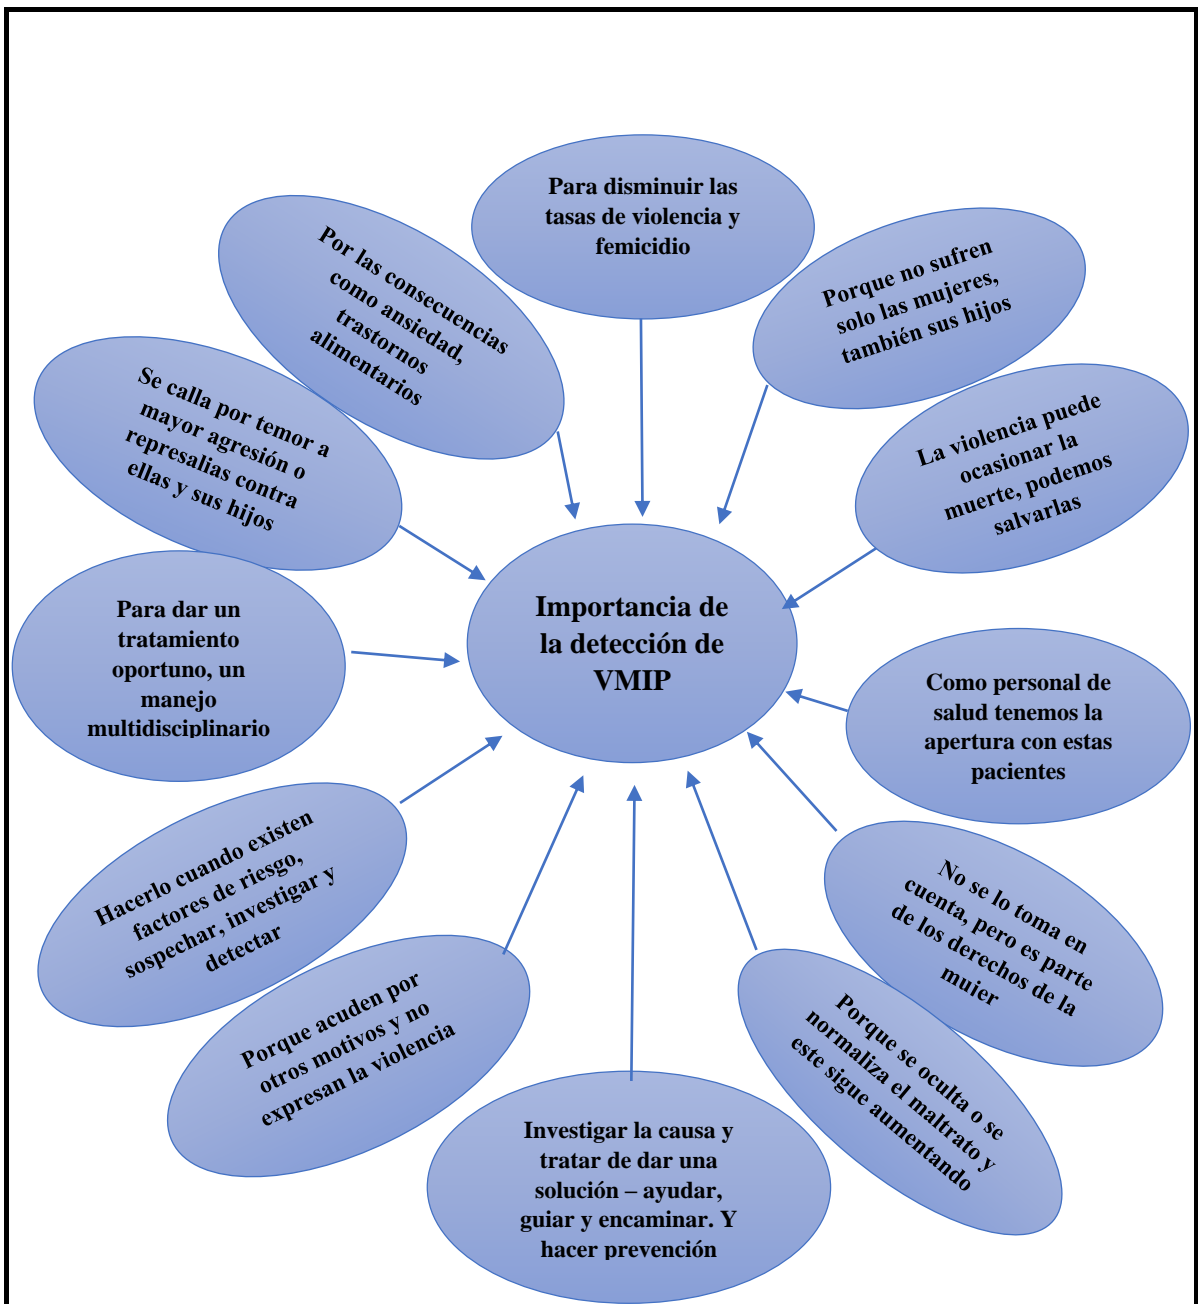 Para disminuir las
tasas de violencia y
femicidio
Por las consecuencias
como ansiedad,
trastornos
alimentarios
Porque no sufren
solo las mujeres,
también sus hijos
Se calla por temor a
mayor agresión o
represalias contra
ellas y sus hijos
La violencia puede
ocasionar la
muerte, podemos
salvarlas
Importancia de
la detección de
VMIP
Para dar un
tratamiento
oportuno, un
manejo
multidisciplinario
Como personal de
salud tenemos la
apertura con estas
pacientes
Hacerlo cuando existen
factores de riesgo,
sospechar, investigar y
detectar
No se lo toma en
cuenta, pero es parte
de los derechos de la
mujer
Porque acuden por
otros motivos y no
expresan la violencia
Porque se oculta o se
normaliza el maltrato y
este sigue aumentando
Investigar la causa y
tratar de dar una
solución – ayudar,
guiar y encaminar. Y
hacer prevención